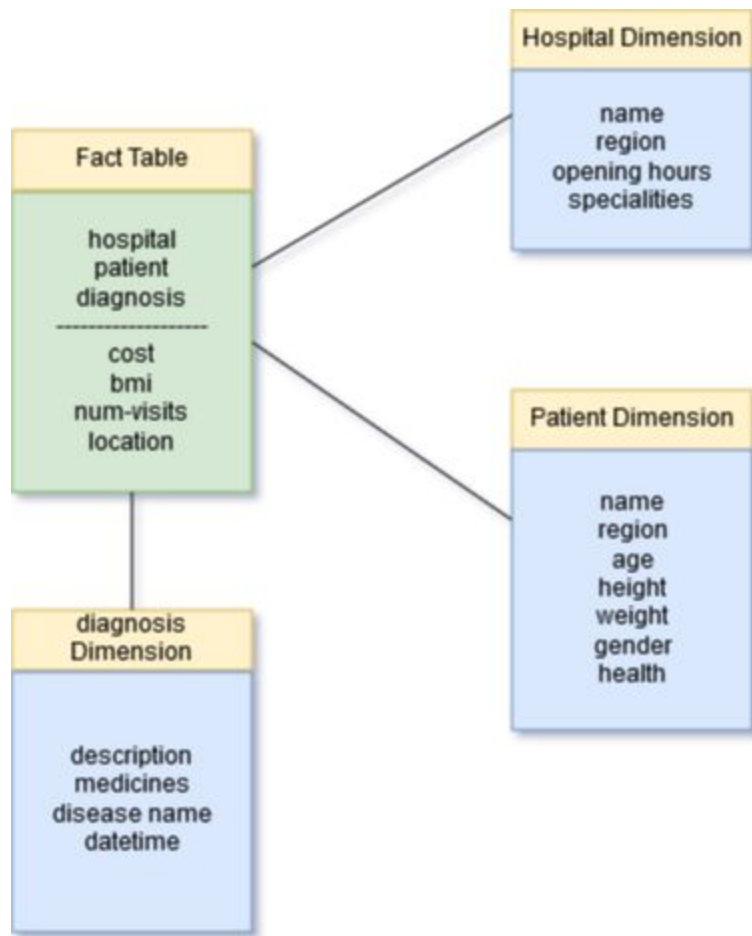 Hospital Dimension
name
region
opening hours
specialities
Fact Table
hospital
patient
diagnosis
--------------------
cost
bmi
num-visits
location
Patient Dimension
name
region
age
height
weight
gender
health
diagnosis
Dimension
description
medicines
disease name
datetime